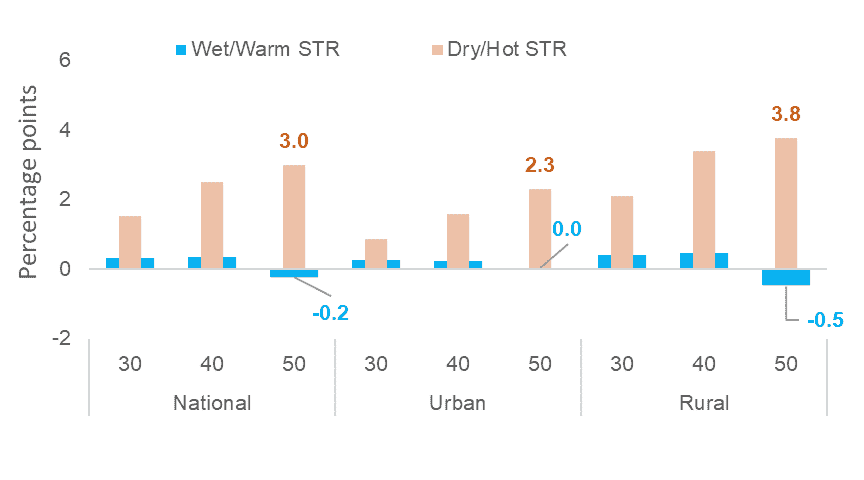 Wet/Warm STR
Dry/Hot STR
Percentage points
6
4
2
0
-2
3.0
2.3
3.8
-0.2
0.0
-0.5
30 40 50 30 40 50 30 40 50
National Urban Rural